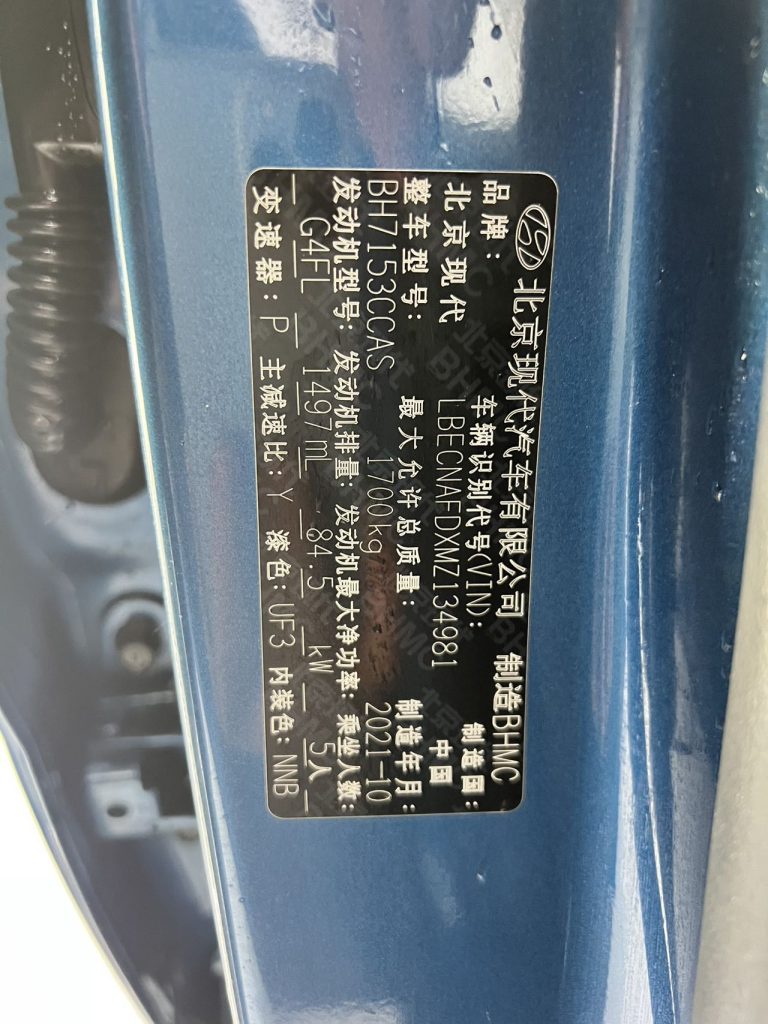 北京现代汽车有限公司 制造BHMC
品牌: 车辆识别代号(VIN): 制造国:
北京现代 LBECNAFDXMZ134981 中国
整车型号: 最大允许总质量: 制造年月:
BH7153CCAS 1700kg 2021-10
发动机型号: 发动机排量: 发动机最大净功率: 乘坐人数:
G4FL 1497mL 84.5 kW 5人
变速器: P 主减速比: Y 漆色: UF3 内装色: NNB